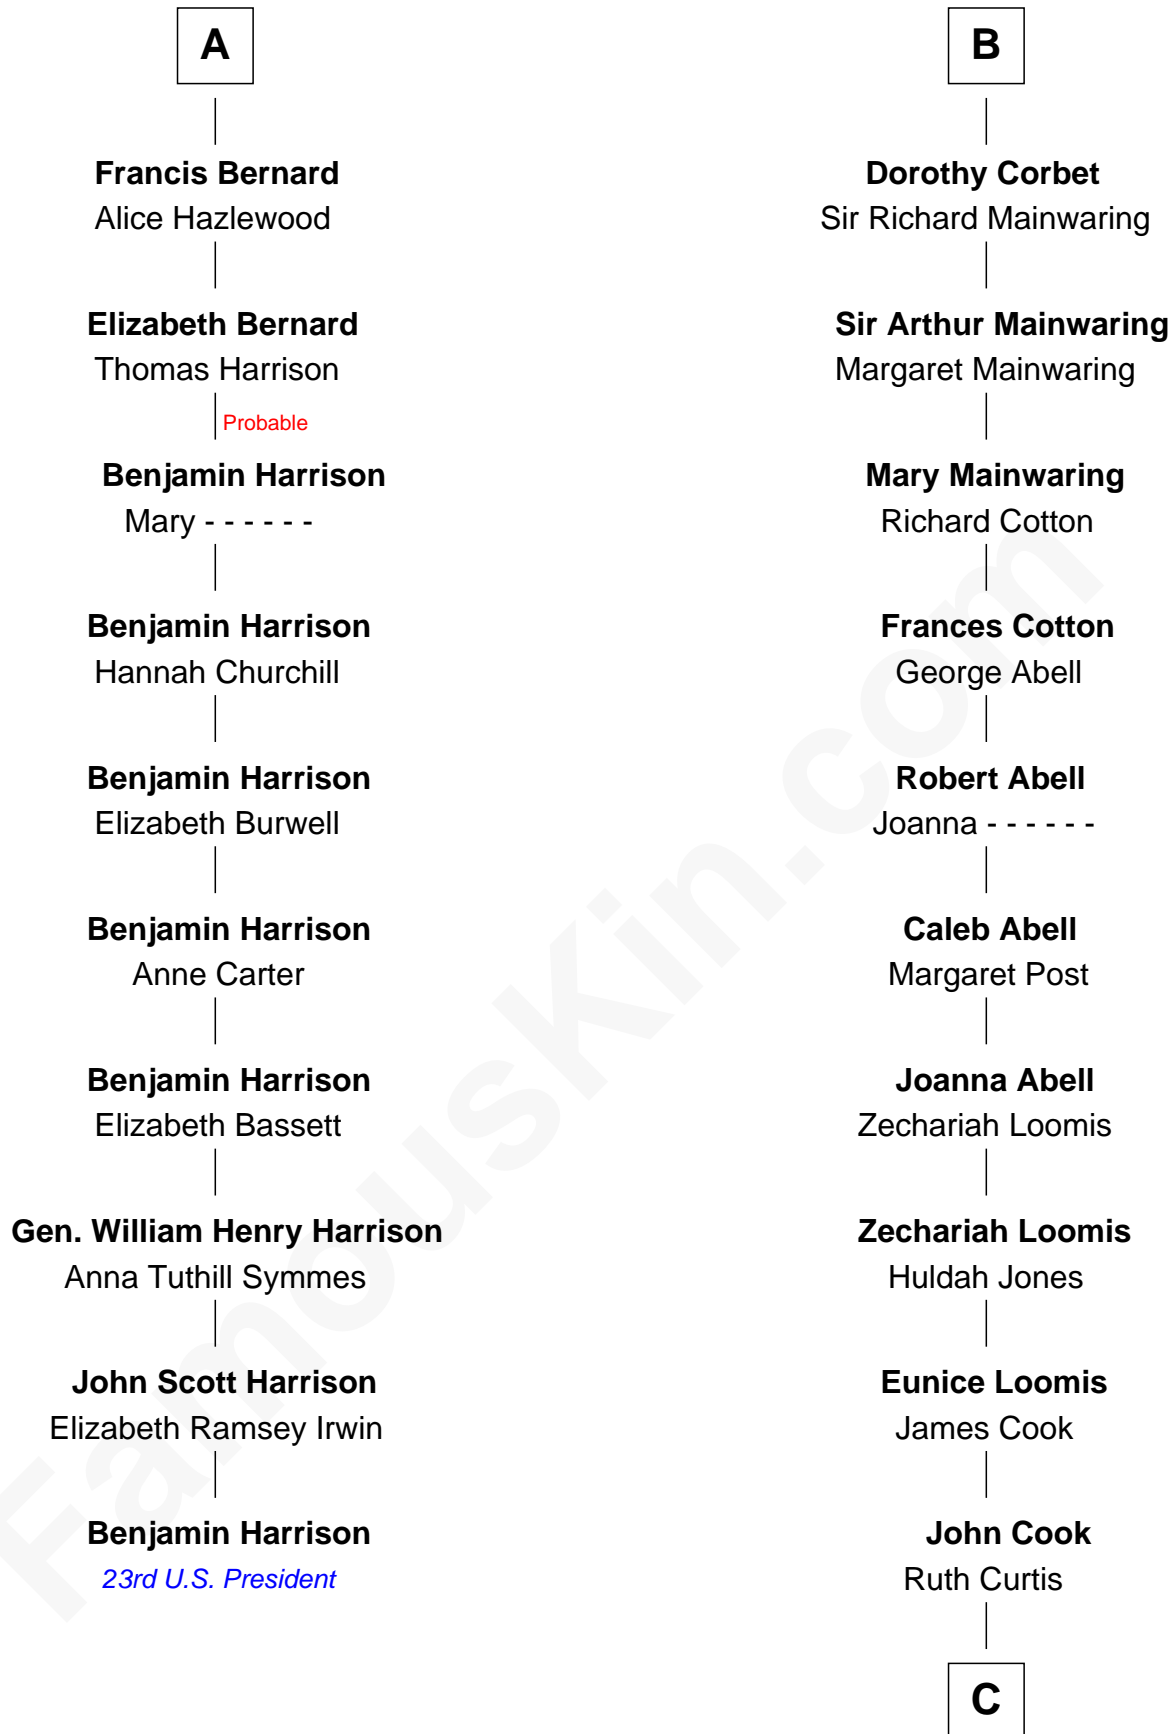 A
Francis Bernard
Alice Hazlewood
Elizabeth Bernard
Thomas Harrison
Probable
Benjamin Harrison
Mary - - - - - -
Benjamin Harrison
Hannah Churchill
Benjamin Harrison
Elizabeth Burwell
Benjamin Harrison
Anne Carter
Benjamin Harrison
Elizabeth Bassett
Gen. William Henry Harrison
Anna Tuthill Symmes
John Scott Harrison
Elizabeth Ramsey Irwin
Benjamin Harrison
23rd U.S. President
B
Dorothy Corbet
Sir Richard Mainwaring
Sir Arthur Mainwaring
Margaret Mainwaring
Mary Mainwaring
Richard Cotton
Frances Cotton
George Abell
Robert Abell
Joanna - - - - - -
Caleb Abell
Margaret Post
Joanna Abell
Zechariah Loomis
Zechariah Loomis
Huldah Jones
Eunice Loomis
James Cook
John Cook
Ruth Curtis
C
FamousKin.com